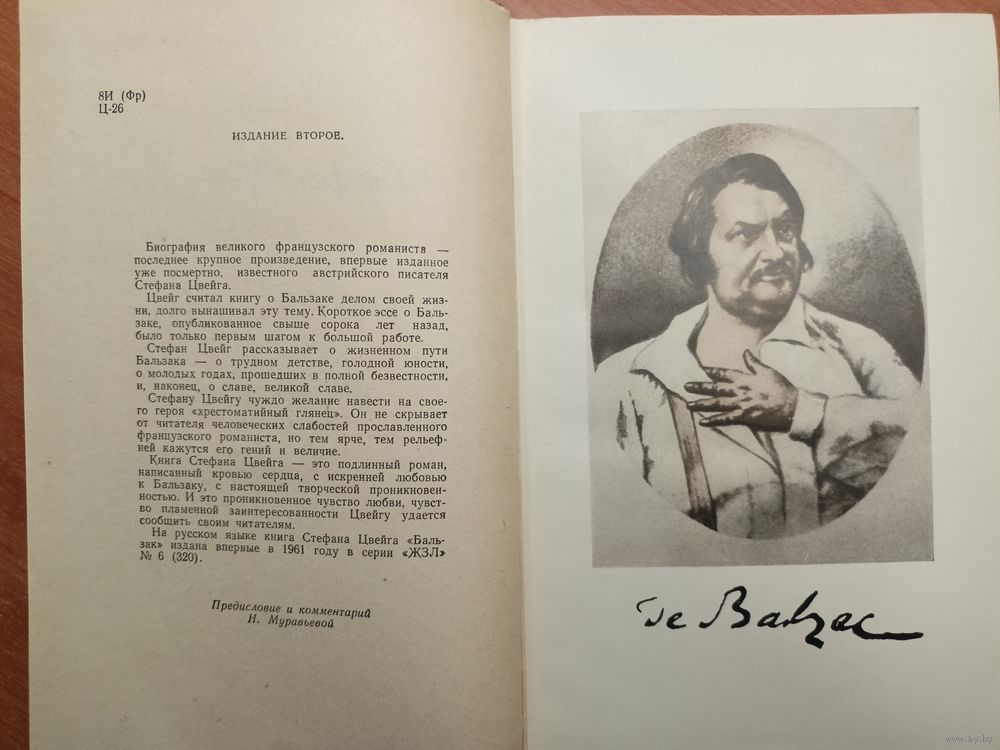 8И (Фр)
Ц-26
ИЗДАНИЕ ВТОРОЕ.
Биография великого французского романиста —
последнее крупное произведение, впервые изданное
уже посмертно, известного австрийского писателя
Стефана Цвейга.
Цвейг считал книгу о Бальзаке делом своей жиз-
ни, долго вынашивал эту тему. Короткое эссе о Баль-
заке, опубликованное свыше сорока лет назад,
было только первым шагом к большой работе.
Стефан Цвейг рассказывает о жизненном пути
Бальзака — о трудном детстве, голодной юности,
о молодых годах, прошедших в полной безвестности,
и, наконец, о славе, великой славе.
Стефану Цвейгу чуждо желание навести на свое-
го героя «хрестоматийный глянец». Он не скрывает
от читателя человеческих слабостей прославленного
французского романиста, но тем ярче, тем рельеф-
ней кажутся его гений и величие.
Книга Стефана Цвейга — это подлинный роман,
написанный кровью сердца, с искренней любовью
к Бальзаку, с настоящей творческой проникновен-
ностью. И это проникновенное чувство любви, чувст-
во пламенной заинтересованности Цвейгу удается
сообщить своим читателям.
На русском языке книга Стефана Цвейга «Баль-
зак» издана впервые в 1961 году в серии «ЖЗЛ»
№ 6 (320).
Предисловие и комментарий
Н. Муравьевой
De Balzac
www.ay.by